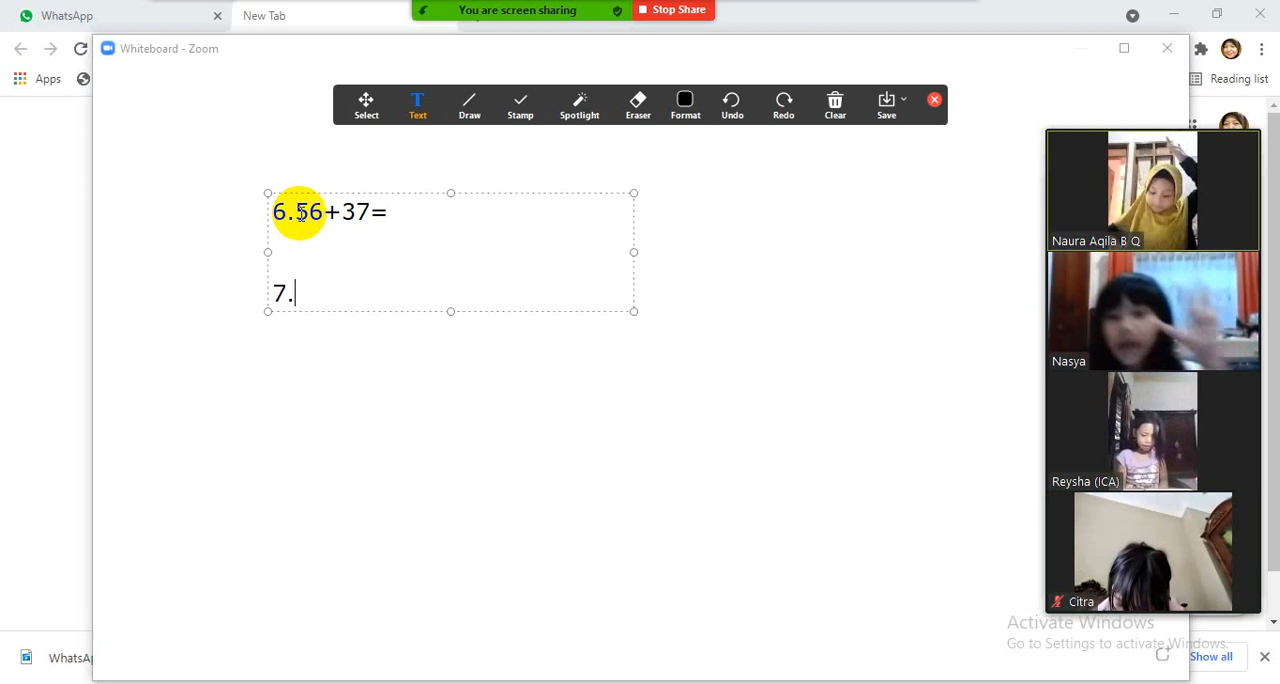 WhatsApp
New Tab
You are screen sharing
Stop Share
Apps
Reading list
Whiteboard - Zoom
Select
Text
Draw
Stamp
Spotlight
Eraser
Format
Undo
Redo
Clear
Save
6.56+37=
7.
Naura Aqila B Q
Nasya
Reysha (ICA)
Citra
Activate Windows
Go to Settings to activate Windows.
WhatsAp
Show all